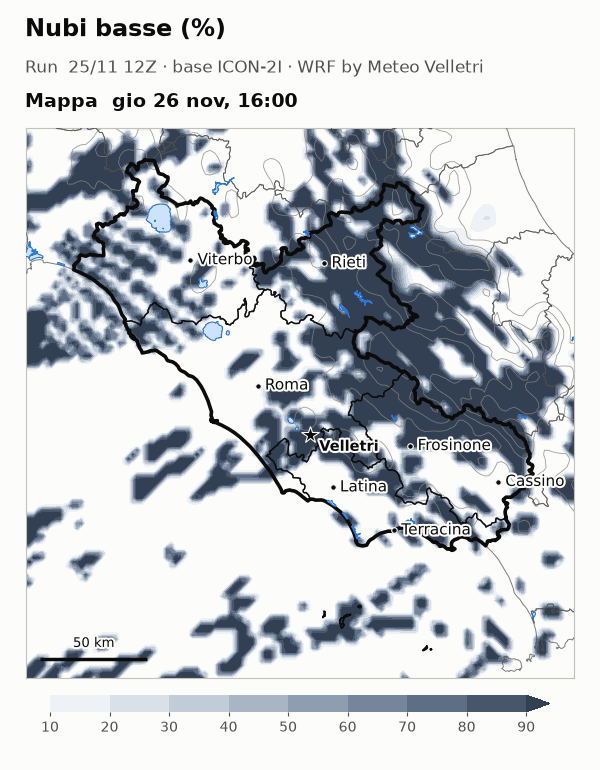 Nubi basse (%)
Run 25/11 12Z · base ICON-2I · WRF by Meteo Velletri
Mappa gio 26 nov, 16:00
Viterbo
Rieti
Roma
Velletri
Frosinone
Latina
Cassino
Terracina
50 km
10 20 30 40 50 60 70 80 90